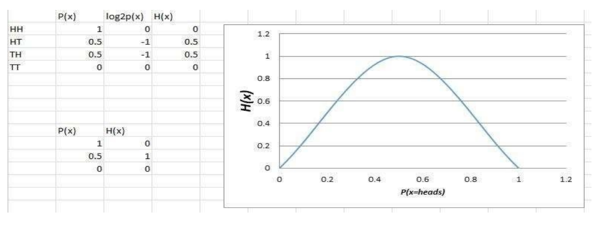 P(x) log2p(x) H(x)
HH 1 0 0
HT 0.5 -1 0.5
TH 0.5 -1 0.5
TT 0 0 0
P(x) H(x)
1 0
0.5 1
0 0
1.2
1
0.8
0.6
0.4
0.2
0
H(x)
0 0.2 0.4 0.6 0.8 1 1.2
P(x=heads)